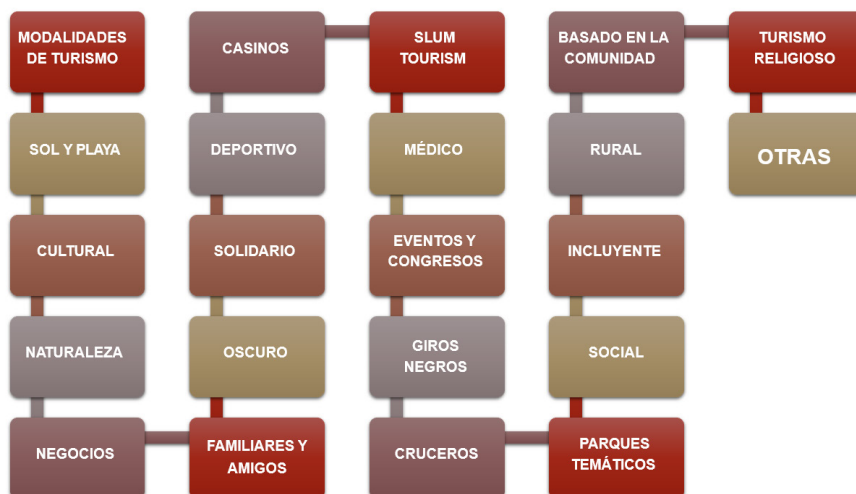 MODALIDADES
DE TURISMO
SOL Y PLAYA
CULTURAL
NATURALEZA
NEGOCIOS
FAMILIARES Y
AMIGOS
OSCURO
SOLIDARIO
DEPORTIVO
CASINOS
SLUM
TOURISM
MÉDICO
EVENTOS Y
CONGRESOS
GIROS
NEGROS
CRUCEROS
PARQUES
TEMÁTICOS
SOCIAL
INCLUYENTE
RURAL
BASADO EN LA
COMUNIDAD
TURISMO
RELIGIOSO
OTRAS